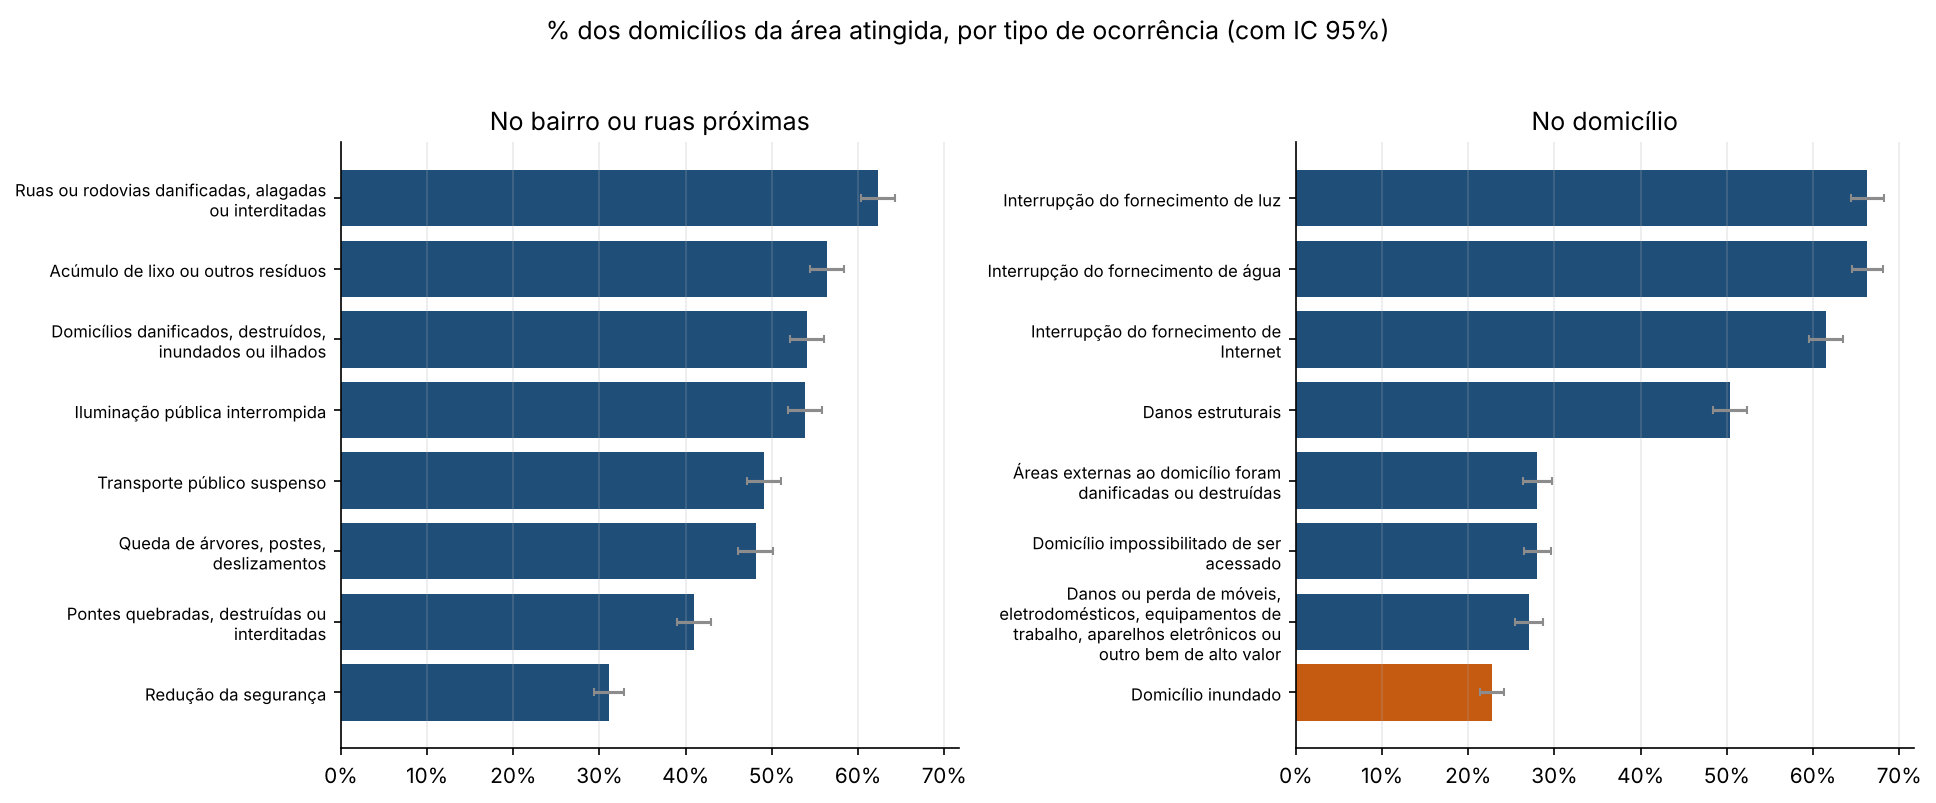 % dos domicílios da área atingida, por tipo de ocorrência (com IC 95%)
No bairro ou ruas próximas
Ruas ou rodovias danificadas, alagadas
ou interditadas
Acúmulo de lixo ou outros resíduos
Domicílios danificados, destruídos,
inundados ou ilhados
Iluminação pública interrompida
Transporte público suspenso
Queda de árvores, postes,
deslizamentos
Pontes quebradas, destruídas ou
interditadas
Redução da segurança
0% 10% 20% 30% 40% 50% 60% 70%
No domicílio
Interrupção do fornecimento de luz
Interrupção do fornecimento de água
Interrupção do fornecimento de
Internet
Danos estruturais
Áreas externas ao domicílio foram
danificadas ou destruídas
Domicílio impossibilitado de ser
acessado
Danos ou perda de móveis,
eletrodomésticos, equipamentos de
trabalho, aparelhos eletrônicos ou
outro bem de alto valor
Domicílio inundado
0% 10% 20% 30% 40% 50% 60% 70%